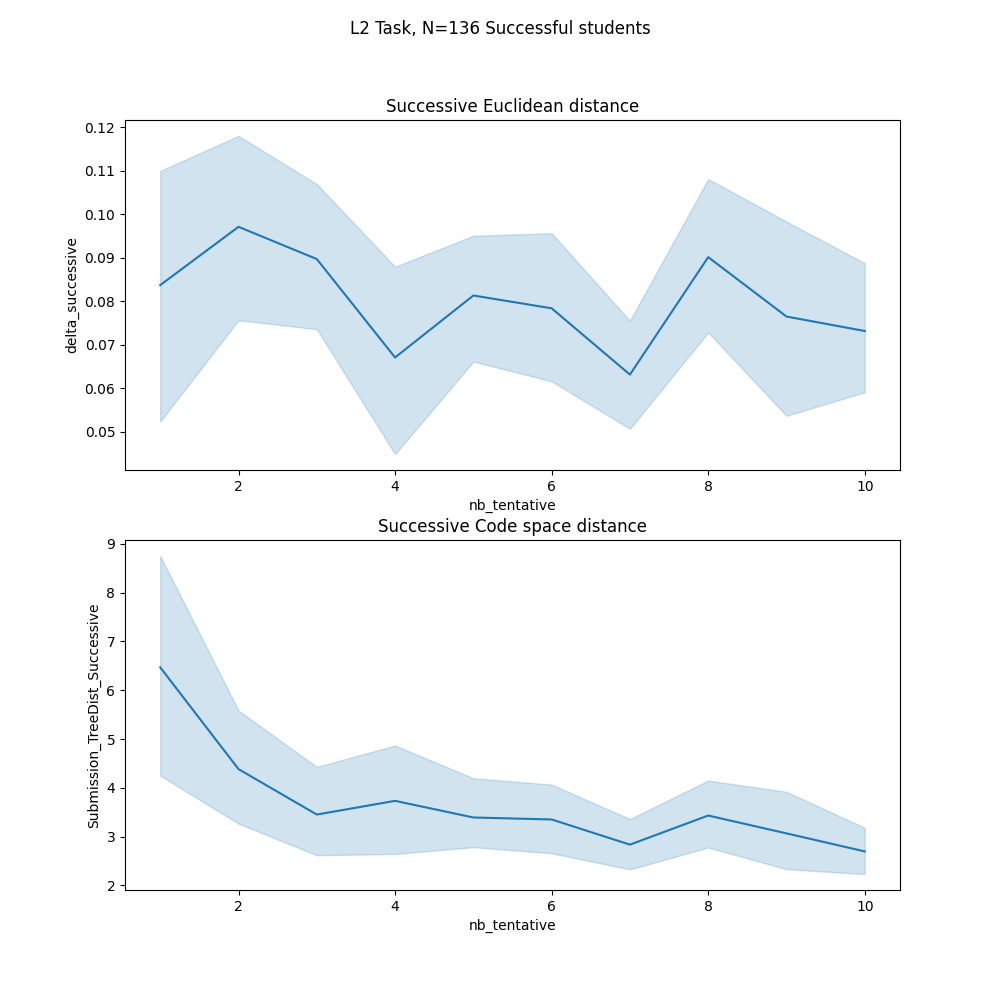 L2 Task, N=136 Successful students
Successive Euclidean distance
0.12
0.11
0.10
0.09
0.08
0.07
0.06
0.05
delta_successive
2 4 6 8 10
nb_tentative
Successive Code space distance
9
8
7
6
5
4
3
2
Submission_TreeDist_Successive
2 4 6 8 10
nb_tentative